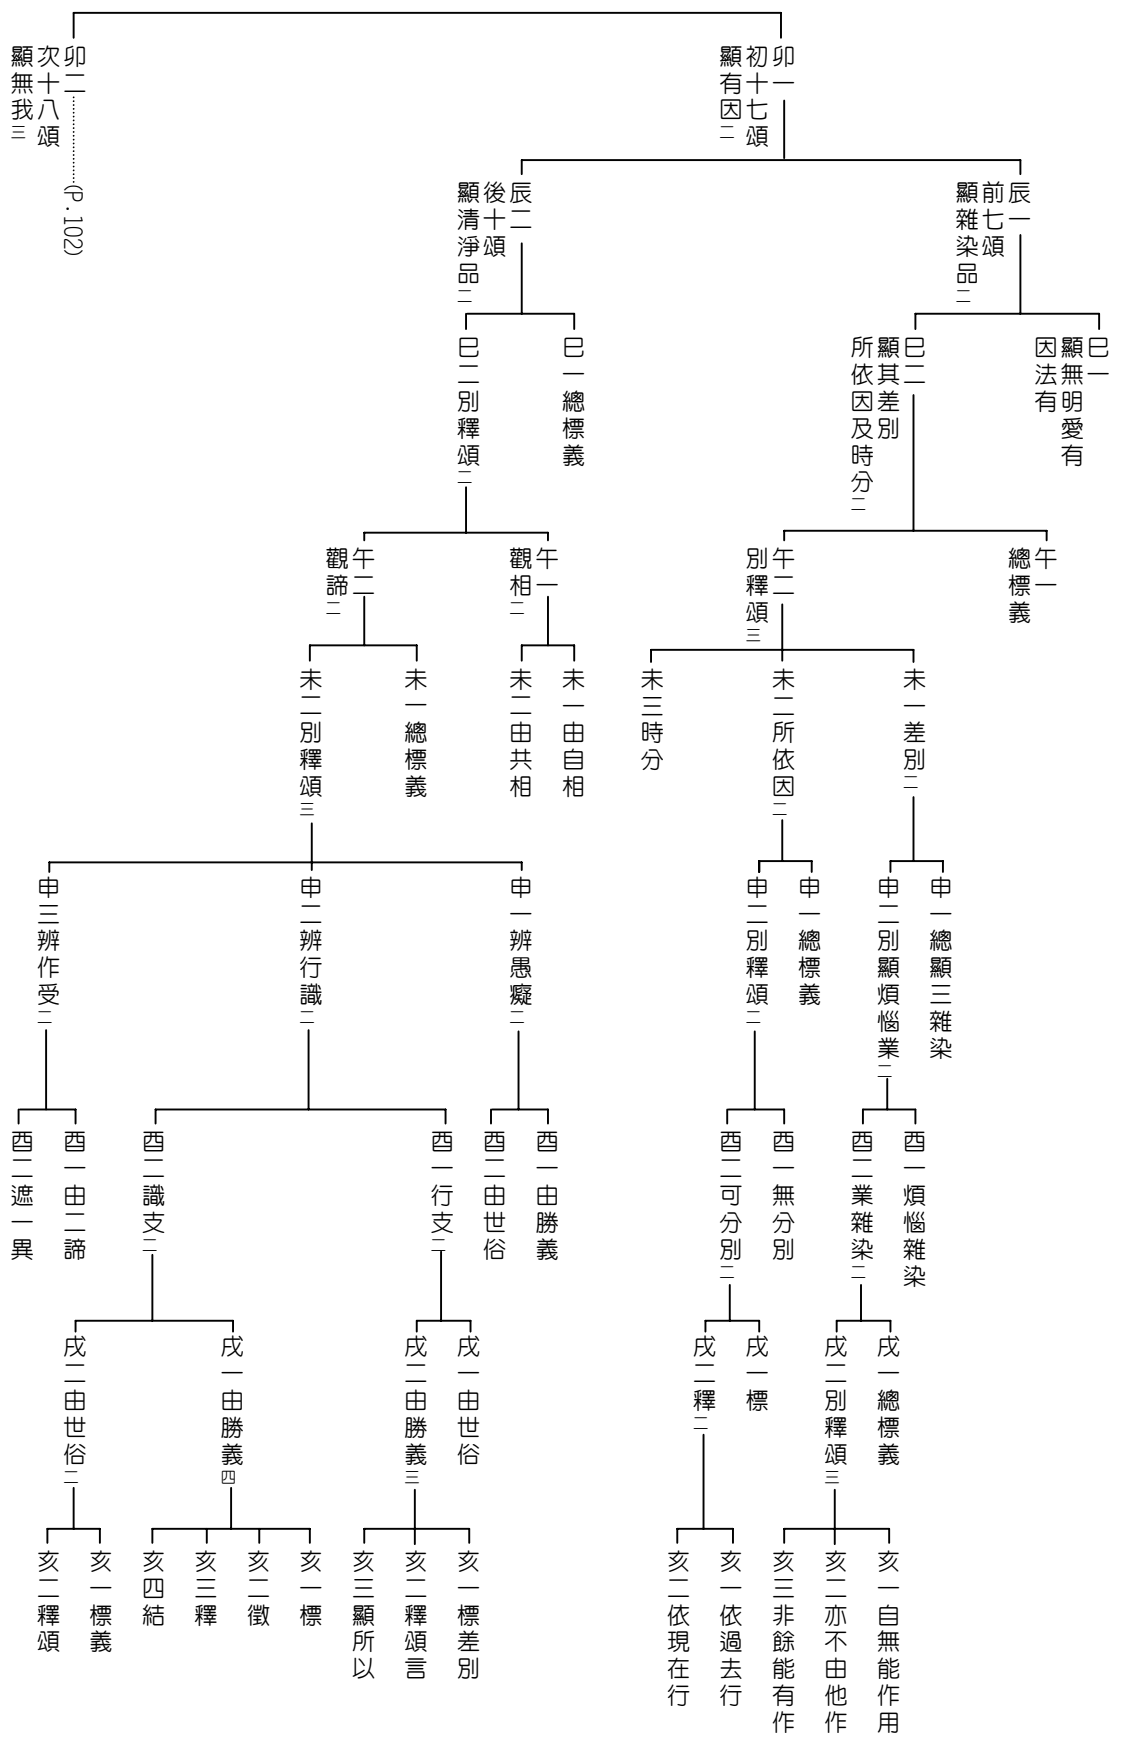 卯一
初十七頌
顯有因二
辰一
前七頌
顯雜染品二
巳一
顯無明愛有
因法有
巳二
顯其差別
所依因及時分二
午一
總標義
午二
別釋頌三
未一差別二
申一總顯三雜染
申二別顯煩惱業二
酉一煩惱雜染
酉二業雜染二
戌一總標義
戌二別釋頌三
亥一自無能作用
亥二亦不由他作
亥三非餘能有作
未二所依因二
申一總標義
申二別釋頌二
酉一無分別
酉二可分別二
戌一標
戌二釋二
亥一依過去行
亥二依現在行
未三時分
辰二
後十頌
顯清淨品二
巳一總標義
巳二別釋頌二
午一
觀相二
未一由自相
未二由共相
午二
觀諦二
未一總標義
未二別釋頌三
申一辨愚癡二
酉一由勝義
酉二由世俗
申二辨行識二
酉一行支二
戌一由世俗
戌二由勝義三
亥一標差別
亥二釋頌言
亥三顯所以
酉二識支二
戌一由勝義四
亥一標
亥二徵
亥三釋
亥四結
戌二由世俗二
亥一標義
亥二釋頌
申三辨作受二
酉一由二諦
酉二遮一異
卯二………………(P.102)
次十八頌
顯無我三